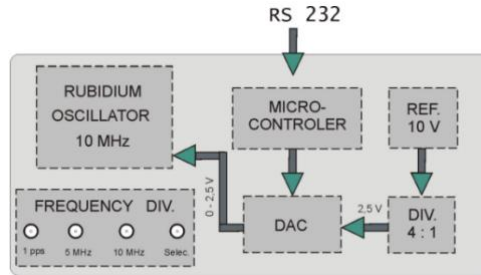 RS 232
RUBIDIUM
OSCILLATOR
10 MHz
MICRO-
CONTROLER
REF.
10 V
0 - 2,5 V
DAC
2,5 V
DIV.
4 : 1
FREQUENCY DIV.
1 pps 5 MHz 10 MHz Selec.